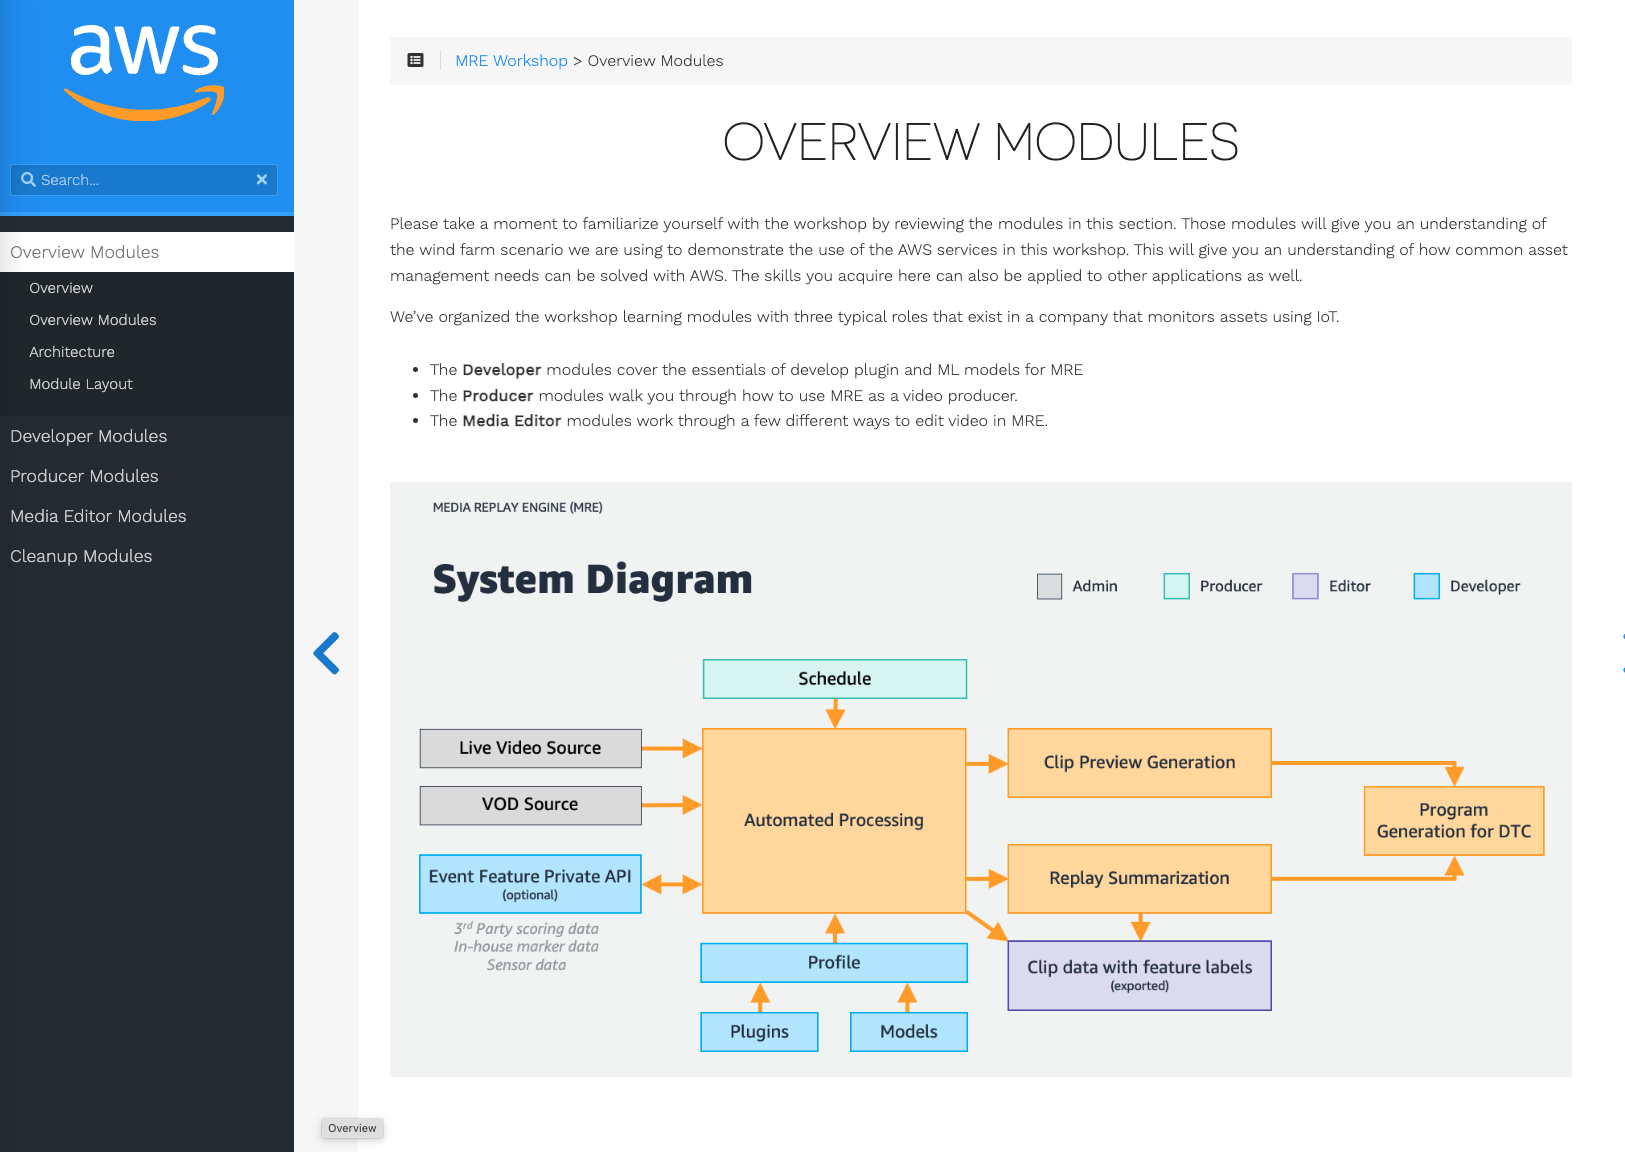 aws
Search...
Overview Modules
Overview
Overview Modules
Architecture
Module Layout
Developer Modules
Producer Modules
Media Editor Modules
Cleanup Modules
MRE Workshop > Overview Modules
OVERVIEW MODULES
Please take a moment to familiarize yourself with the workshop by reviewing the modules in this section. Those modules will give you an understanding of
the wind farm scenario we are using to demonstrate the use of the AWS services in this workshop. This will give you an understanding of how common asset
management needs can be solved with AWS. The skills you acquire here can also be applied to other applications as well.
We've organized the workshop learning modules with three typical roles that exist in a company that monitors assets using IoT.
• The Developer modules cover the essentials of develop plugin and ML models for MRE
• The Producer modules walk you through how to use MRE as a video producer.
• The Media Editor modules work through a few different ways to edit video in MRE.
MEDIA REPLAY ENGINE (MRE)
System Diagram
Admin
Producer
Editor
Developer
Schedule
Live Video Source
VOD Source
Event Feature Private API
(optional)
3rd Party scoring data
In-house marker data
Sensor data
Automated Processing
Profile
Plugins
Models
Clip Preview Generation
Replay Summarization
Clip data with feature labels
(exported)
Program
Generation for DTC
Overview